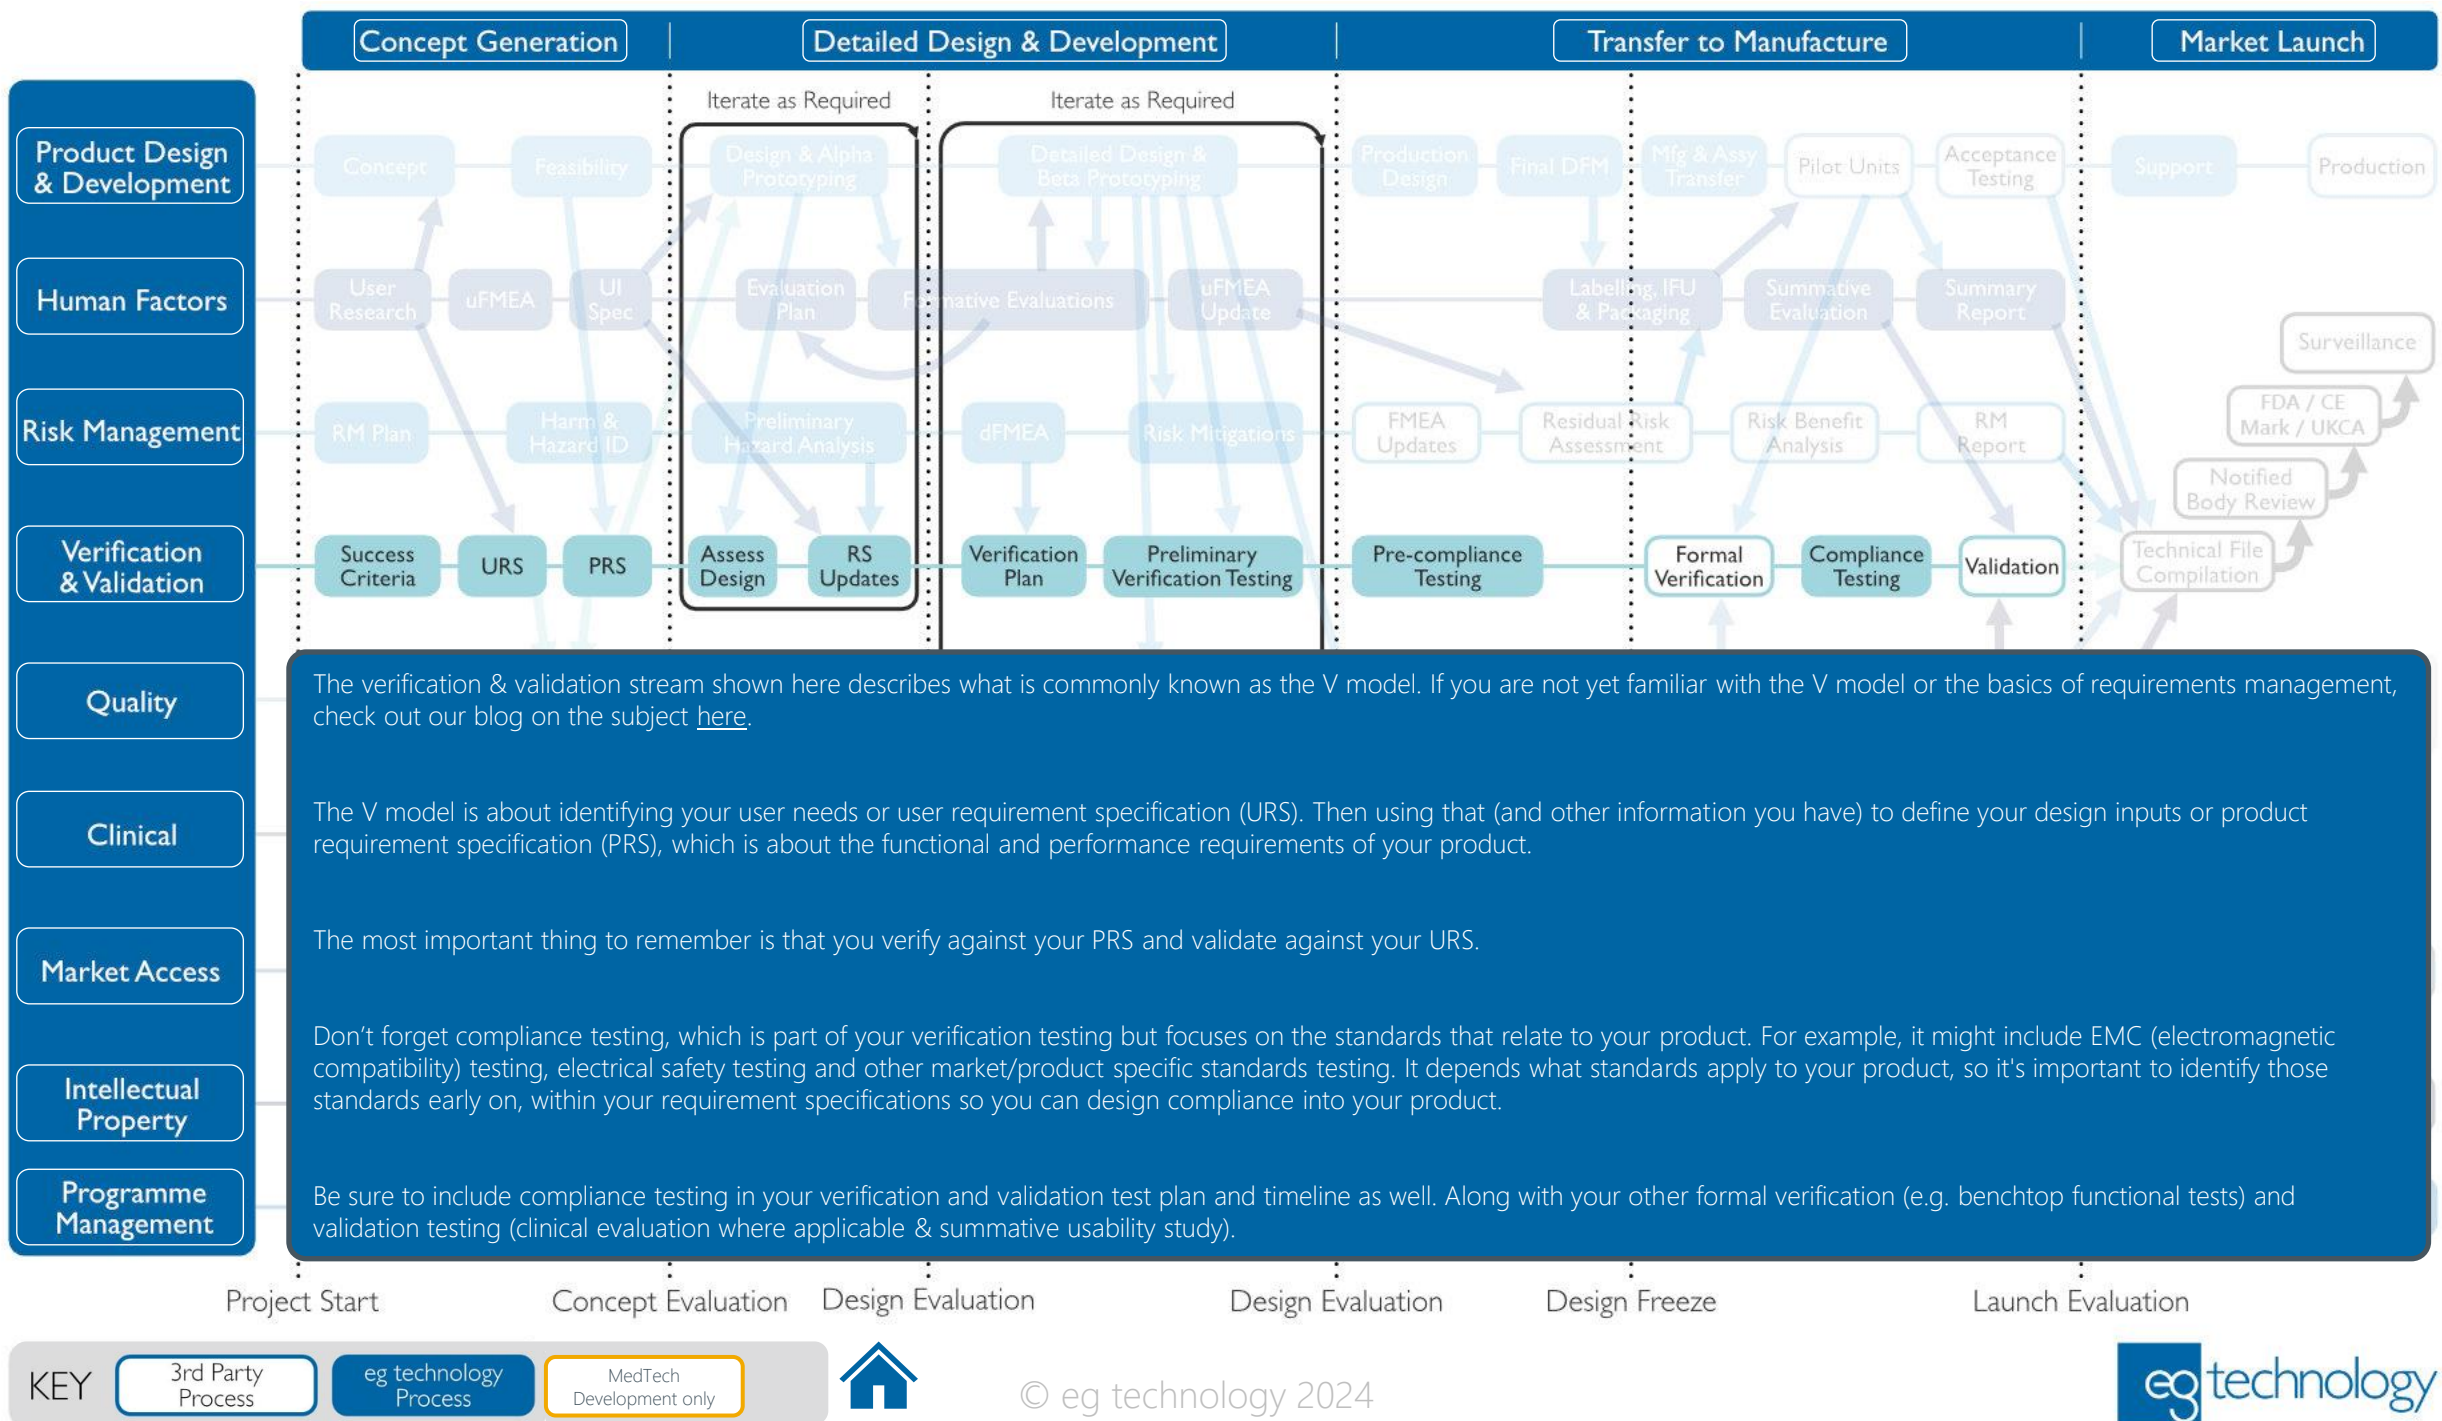 Concept Generation
Detailed Design & Development
Transfer to Manufacture
Market Launch
Iterate as Required
Iterate as Required
Product Design
& Development
Concept
Feasibility
Design & Alpha
Prototyping
Detailed Design &
Beta Prototyping
Production
Design
Final DFM
Mfg & Assy
Transfer
Pilot Units
Acceptance
Testing
Support
Production
Human Factors
User
Research
uFMEA
UI
Spec
Evaluation
Plan
Formative Evaluations
uFMEA
Update
Labelling, IFU
& Packaging
Summative
Evaluation
Summary
Report
Surveillance
Risk Management
RM Plan
Harm &
Hazard ID
Preliminary
Hazard Analysis
dFMEA
Risk Mitigations
FMEA
Updates
Residual Risk
Assessment
Risk Benefit
Analysis
RM
Report
FDA / CE
Mark / UKCA
Notified
Body Review
Verification
& Validation
Success
Criteria
URS
PRS
Assess
Design
RS
Updates
Verification
Plan
Preliminary
Verification Testing
Pre-compliance
Testing
Formal
Verification
Compliance
Testing
Validation
Technical File
Compilation
Quality
Clinical
Market Access
Intellectual
Property
Programme
Management
The verification & validation stream shown here describes what is commonly known as the V model. If you are not yet familiar with the V model or the basics of requirements management,
check out our blog on the subject here.
The V model is about identifying your user needs or user requirement specification (URS). Then using that (and other information you have) to define your design inputs or product
requirement specification (PRS), which is about the functional and performance requirements of your product.
The most important thing to remember is that you verify against your PRS and validate against your URS.
Don’t forget compliance testing, which is part of your verification testing but focuses on the standards that relate to your product. For example, it might include EMC (electromagnetic
compatibility) testing, electrical safety testing and other market/product specific standards testing. It depends what standards apply to your product, so it's important to identify those
standards early on, within your requirement specifications so you can design compliance into your product.
Be sure to include compliance testing in your verification and validation test plan and timeline as well. Along with your other formal verification (e.g. benchtop functional tests) and
validation testing (clinical evaluation where applicable & summative usability study).
Project Start
Concept Evaluation
Design Evaluation
Design Evaluation
Design Freeze
Launch Evaluation
KEY
3rd Party
Process
eg technology
Process
MedTech
Development only
© eg technology 2024
eg technology